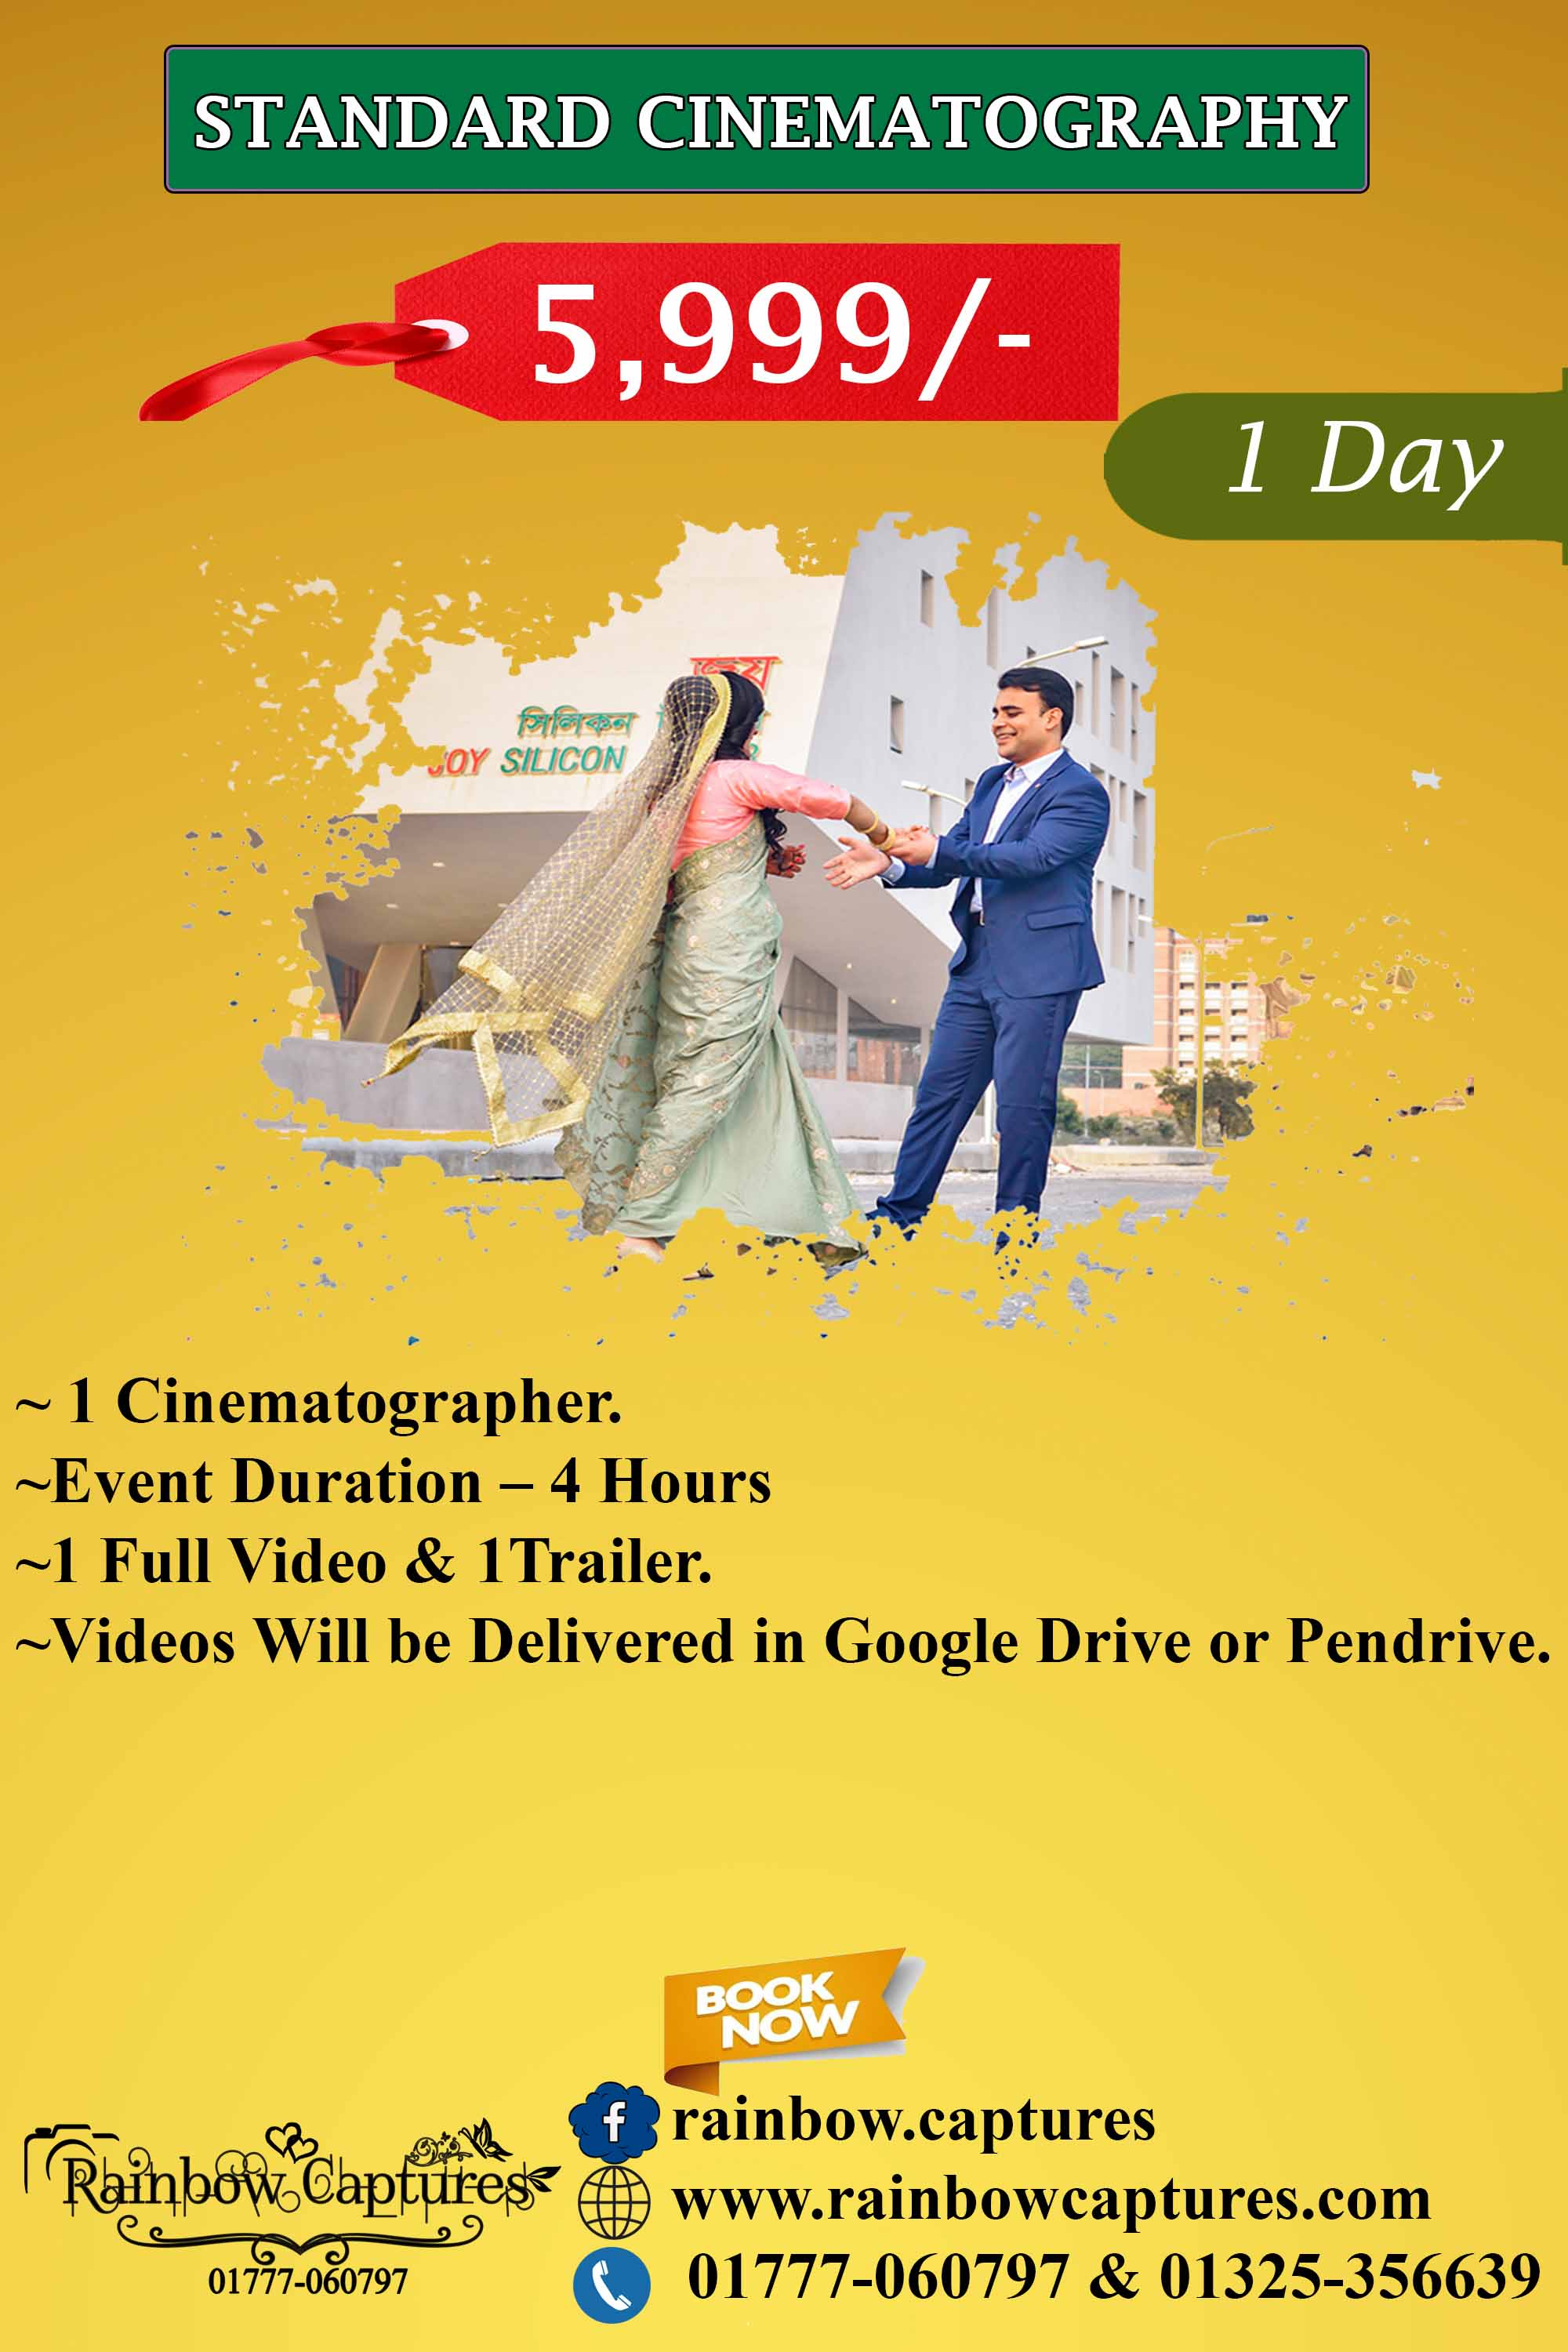 STANDARD CINEMATOGRAPHY
5,999/-
1 Day
জয়
সিলিকন
JOY SILICON
~ 1 Cinematographer.
~Event Duration – 4 Hours
~1 Full Video & 1Trailer.
~Videos Will be Delivered in Google Drive or Pendrive.
BOOK
NOW
rainbow.captures
Rainbow Captures
www.rainbowcaptures.com
01777-060797
01777-060797 & 01325-356639